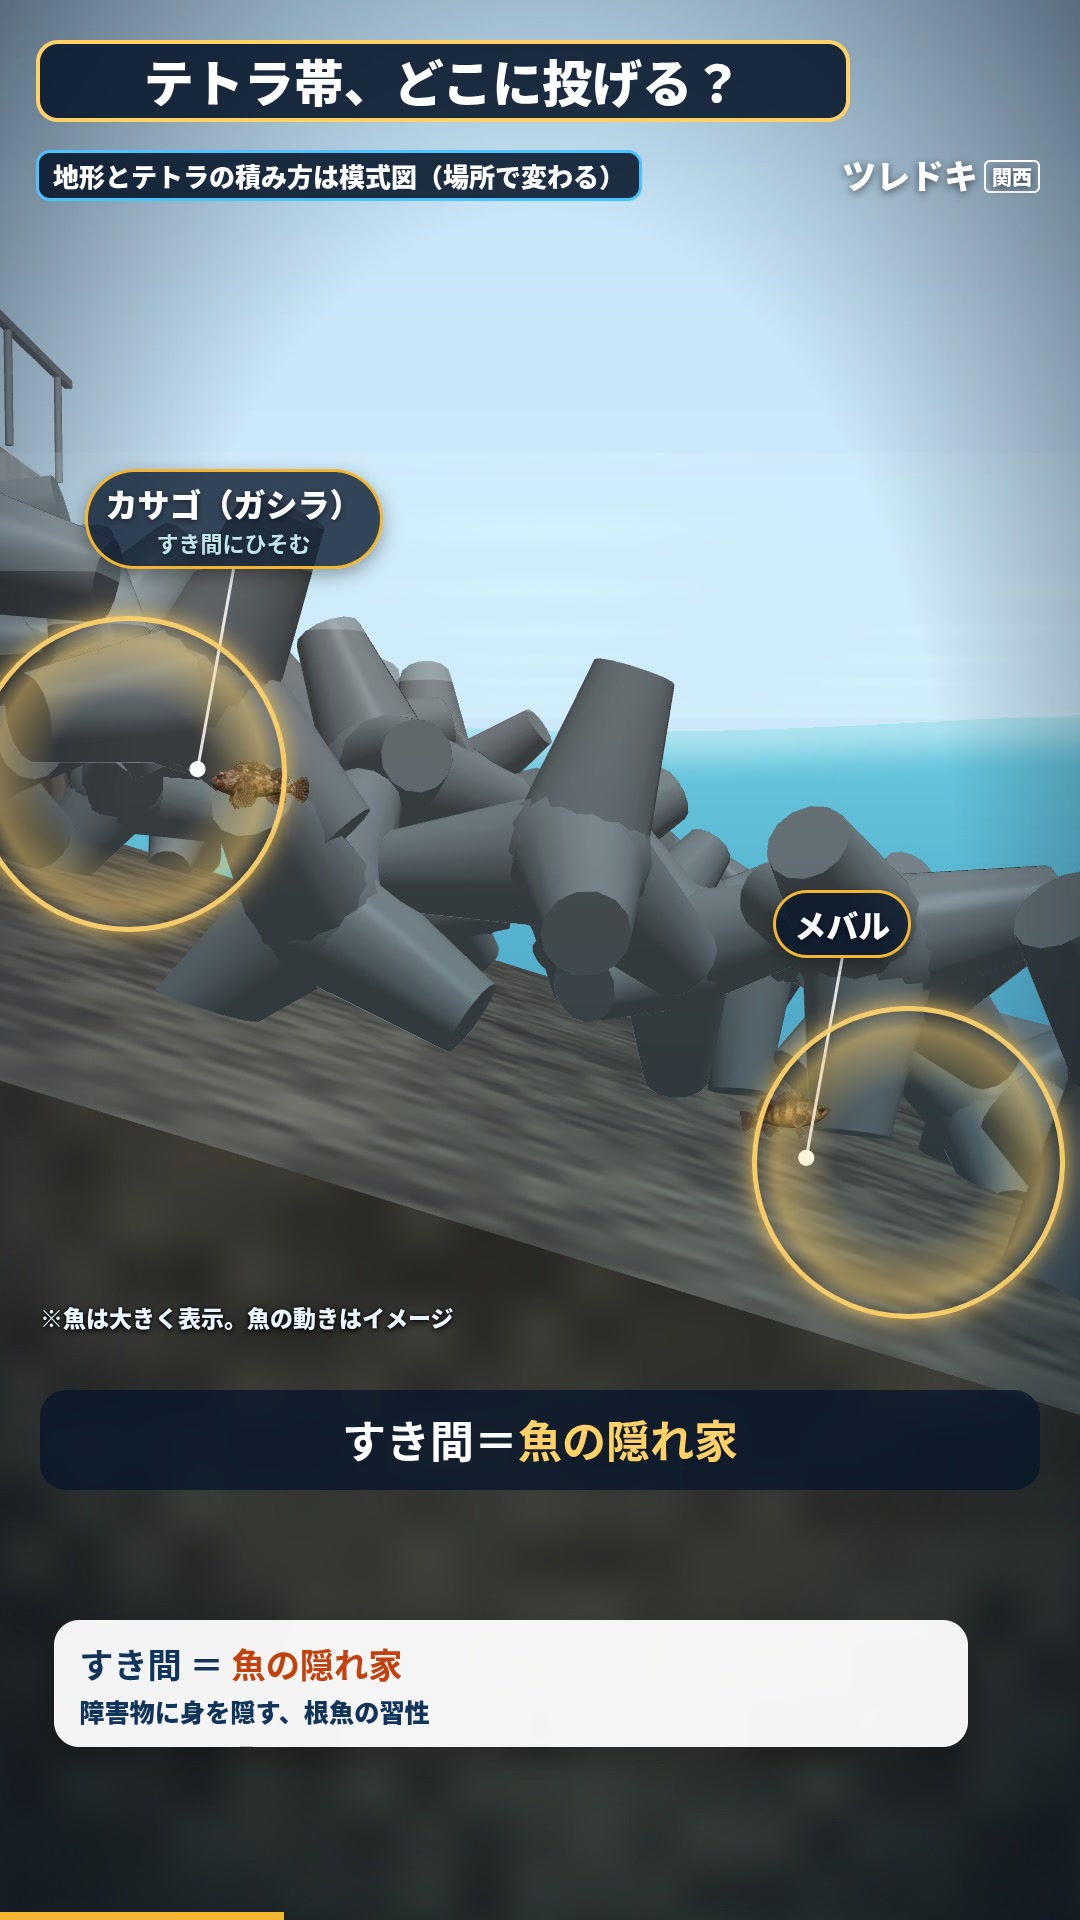 テトラ帯、どこに投げる？
地形とテトラの積み方は模式図（場所で変わる）
ツレドキ 関西
カサゴ（ガシラ）
すき間にひそむ
メバル
※魚は大きく表示。魚の動きはイメージ
すき間＝魚の隠れ家
すき間 ＝ 魚の隠れ家
障害物に身を隠す、根魚の習性